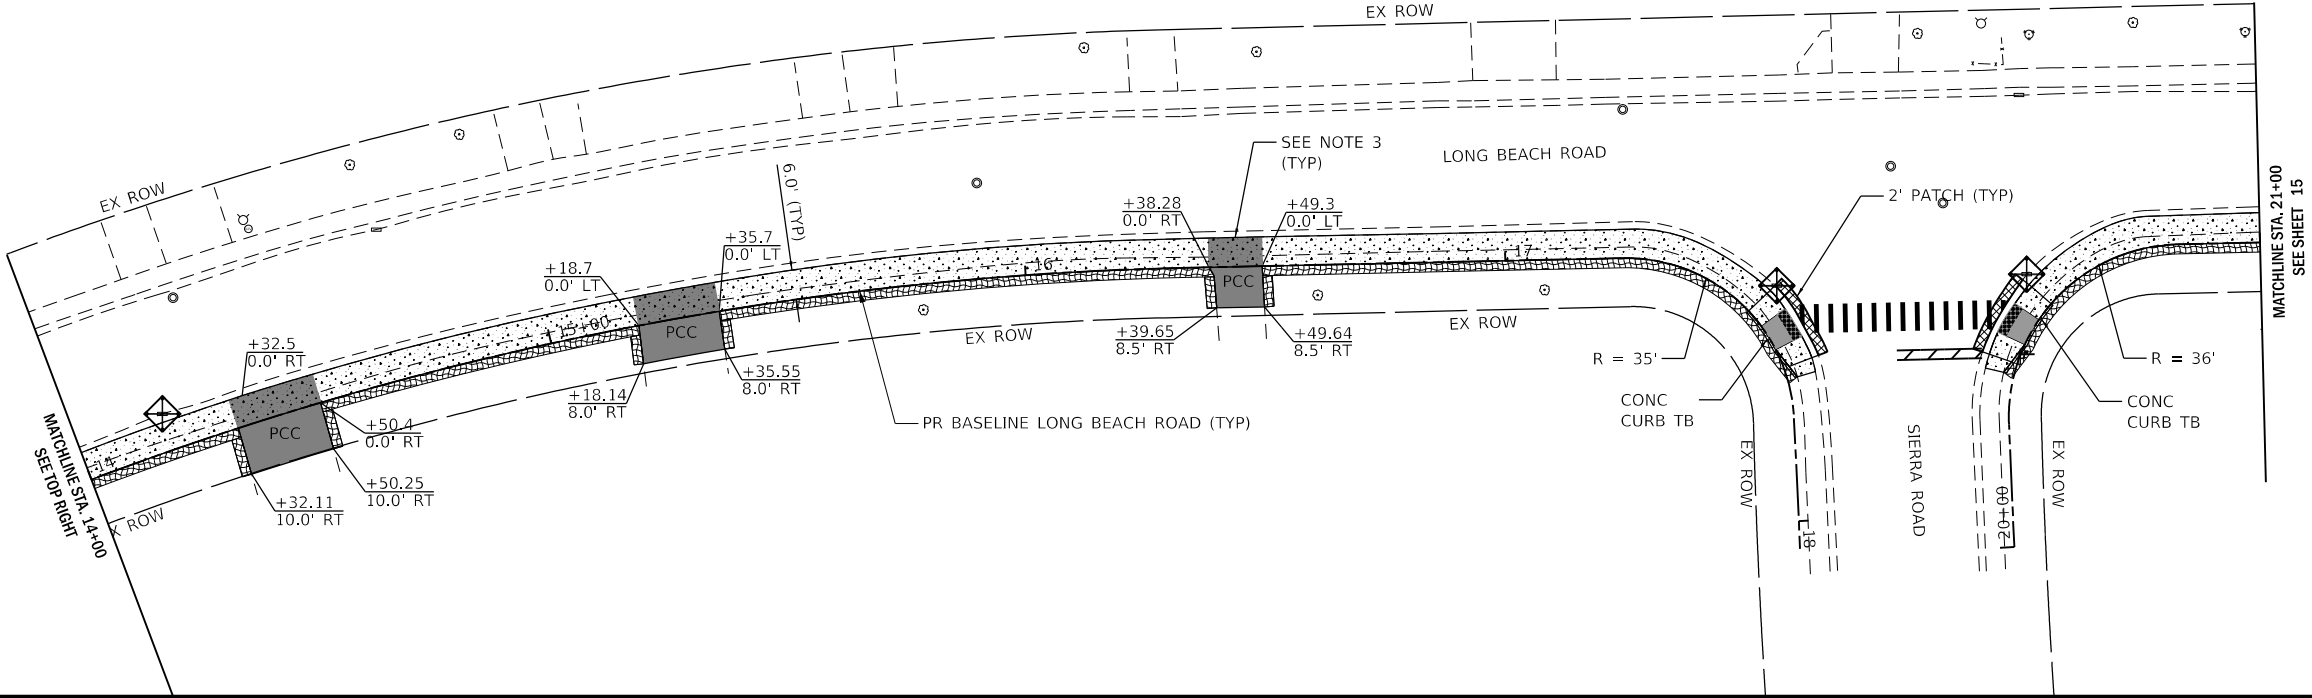 EX ROW
EX ROW
SEE NOTE 3
(TYP)
LONG BEACH ROAD
2' PATCH (TYP)
6.0' (TYP)
+38.28
0.0' RT
+49.3
0.0' LT
+35.7
0.0' LT
+18.7
0.0' LT
+32.5
0.0' RT
14
15+00
16
17
PCC
PCC
PCC
+50.4
0.0' RT
+50.25
10.0' RT
+32.11
10.0' RT
+18.14
8.0' RT
+35.55
8.0' RT
+39.65
8.5' RT
+49.64
8.5' RT
EX ROW
EX ROW
X ROW
PR BASELINE LONG BEACH ROAD (TYP)
R = 35'
CONC
CURB TB
R = 36'
CONC
CURB TB
EX ROW
SIERRA ROAD
EX ROW
18
20+00
MATCHLINE STA. 14+00
SEE TOP RIGHT
MATCHLINE STA. 21+00
SEE SHEET 15